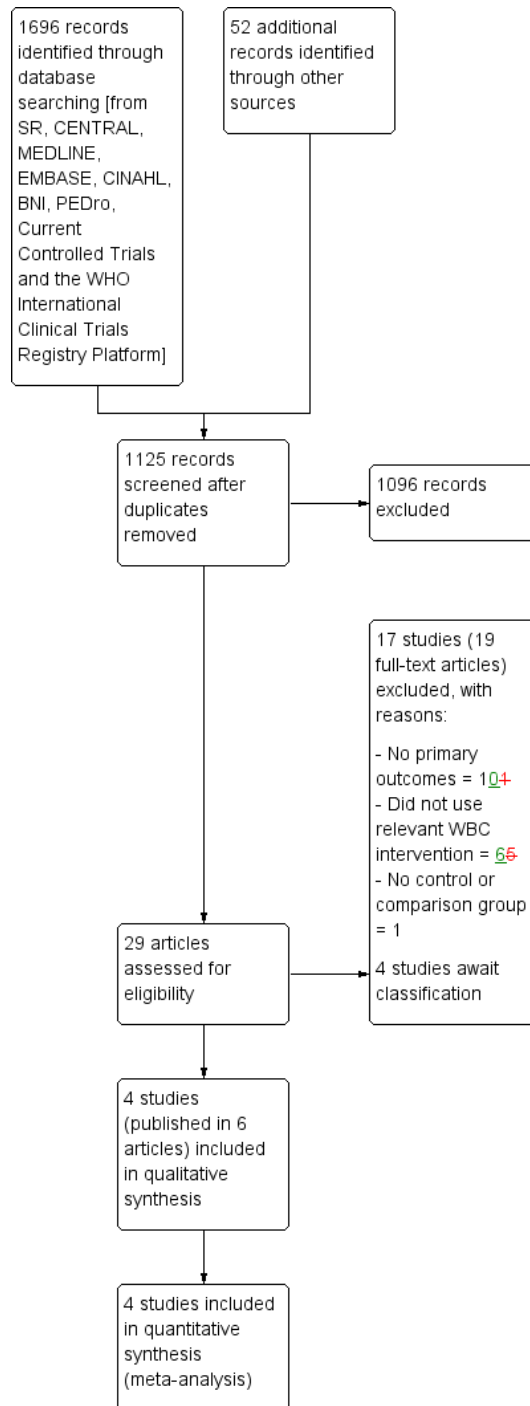 1696 records
identified through
database
searching [from
SR, CENTRAL,
MEDLINE,
EMBASE, CINAHL,
BNI, PEDro,
Current
Controlled Trials
and the WHO
International
Clinical Trials
Registry Platform]
52 additional
records identified
through other
sources
1125 records
screened after
duplicates
removed
1096 records
excluded
17 studies (19
full-text articles)
excluded, with
reasons:
- No primary
outcomes = 101
- Did not use
relevant WBC
intervention = 65
- No control or
comparison group
= 1
4 studies await
classification
29 articles
assessed for
eligibility
4 studies
(published in 6
articles) included
in qualitative
synthesis
4 studies included
in quantitative
synthesis
(meta-analysis)